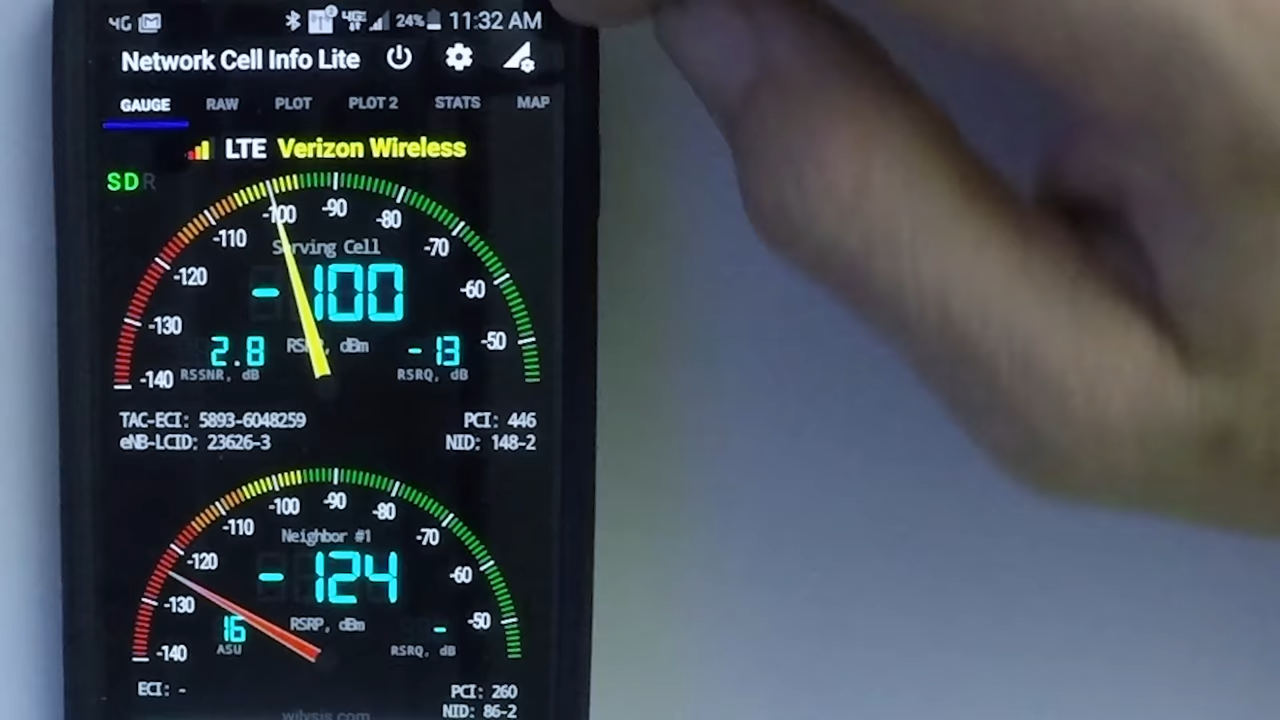 4G 24% 11:32 AM
Network Cell Info Lite
GAUGE RAW PLOT PLOT 2 STATS MAP
LTE Verizon Wireless
SDR
-140 -130 -120 -110 -100 -90 -80 -70 -60 -50
Serving Cell
-100
RSRP, dBm
2.8
RSSNR, dB
-13
RSRQ, dB
TAC-ECI: 5893-6048259 PCI: 446
eNB-LCID: 23626-3 NID: 148-2
-140 -130 -120 -110 -100 -90 -80 -70 -60 -50
Neighbor #1
-124
RSRP, dBm
16
ASU
-
RSRQ, dB
ECI: - PCI: 260
wilysis.com NID: 86-2